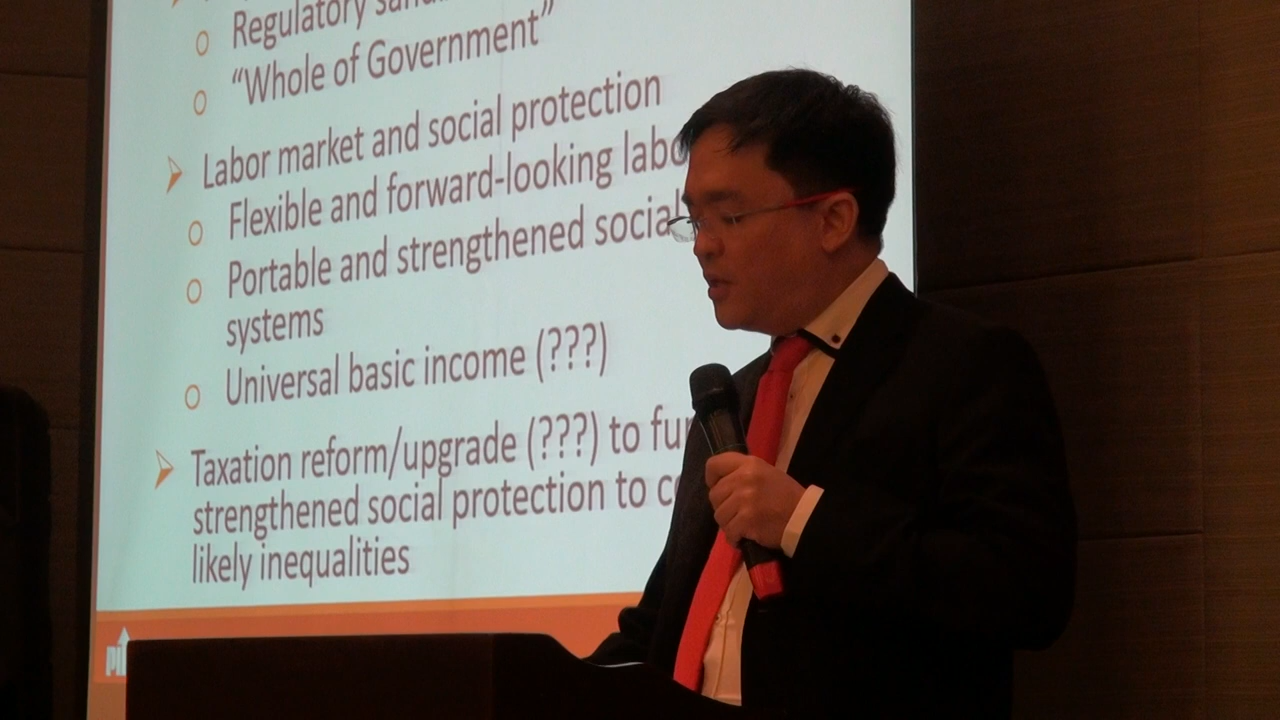 Regulatory
"Whole of Government"
Labor market and social protection
Flexible and forward-looking
Portable and strengthened social
systems
Universal basic income (???)
Taxation reform/upgrade (???) to
strengthened social protection to
likely inequalities